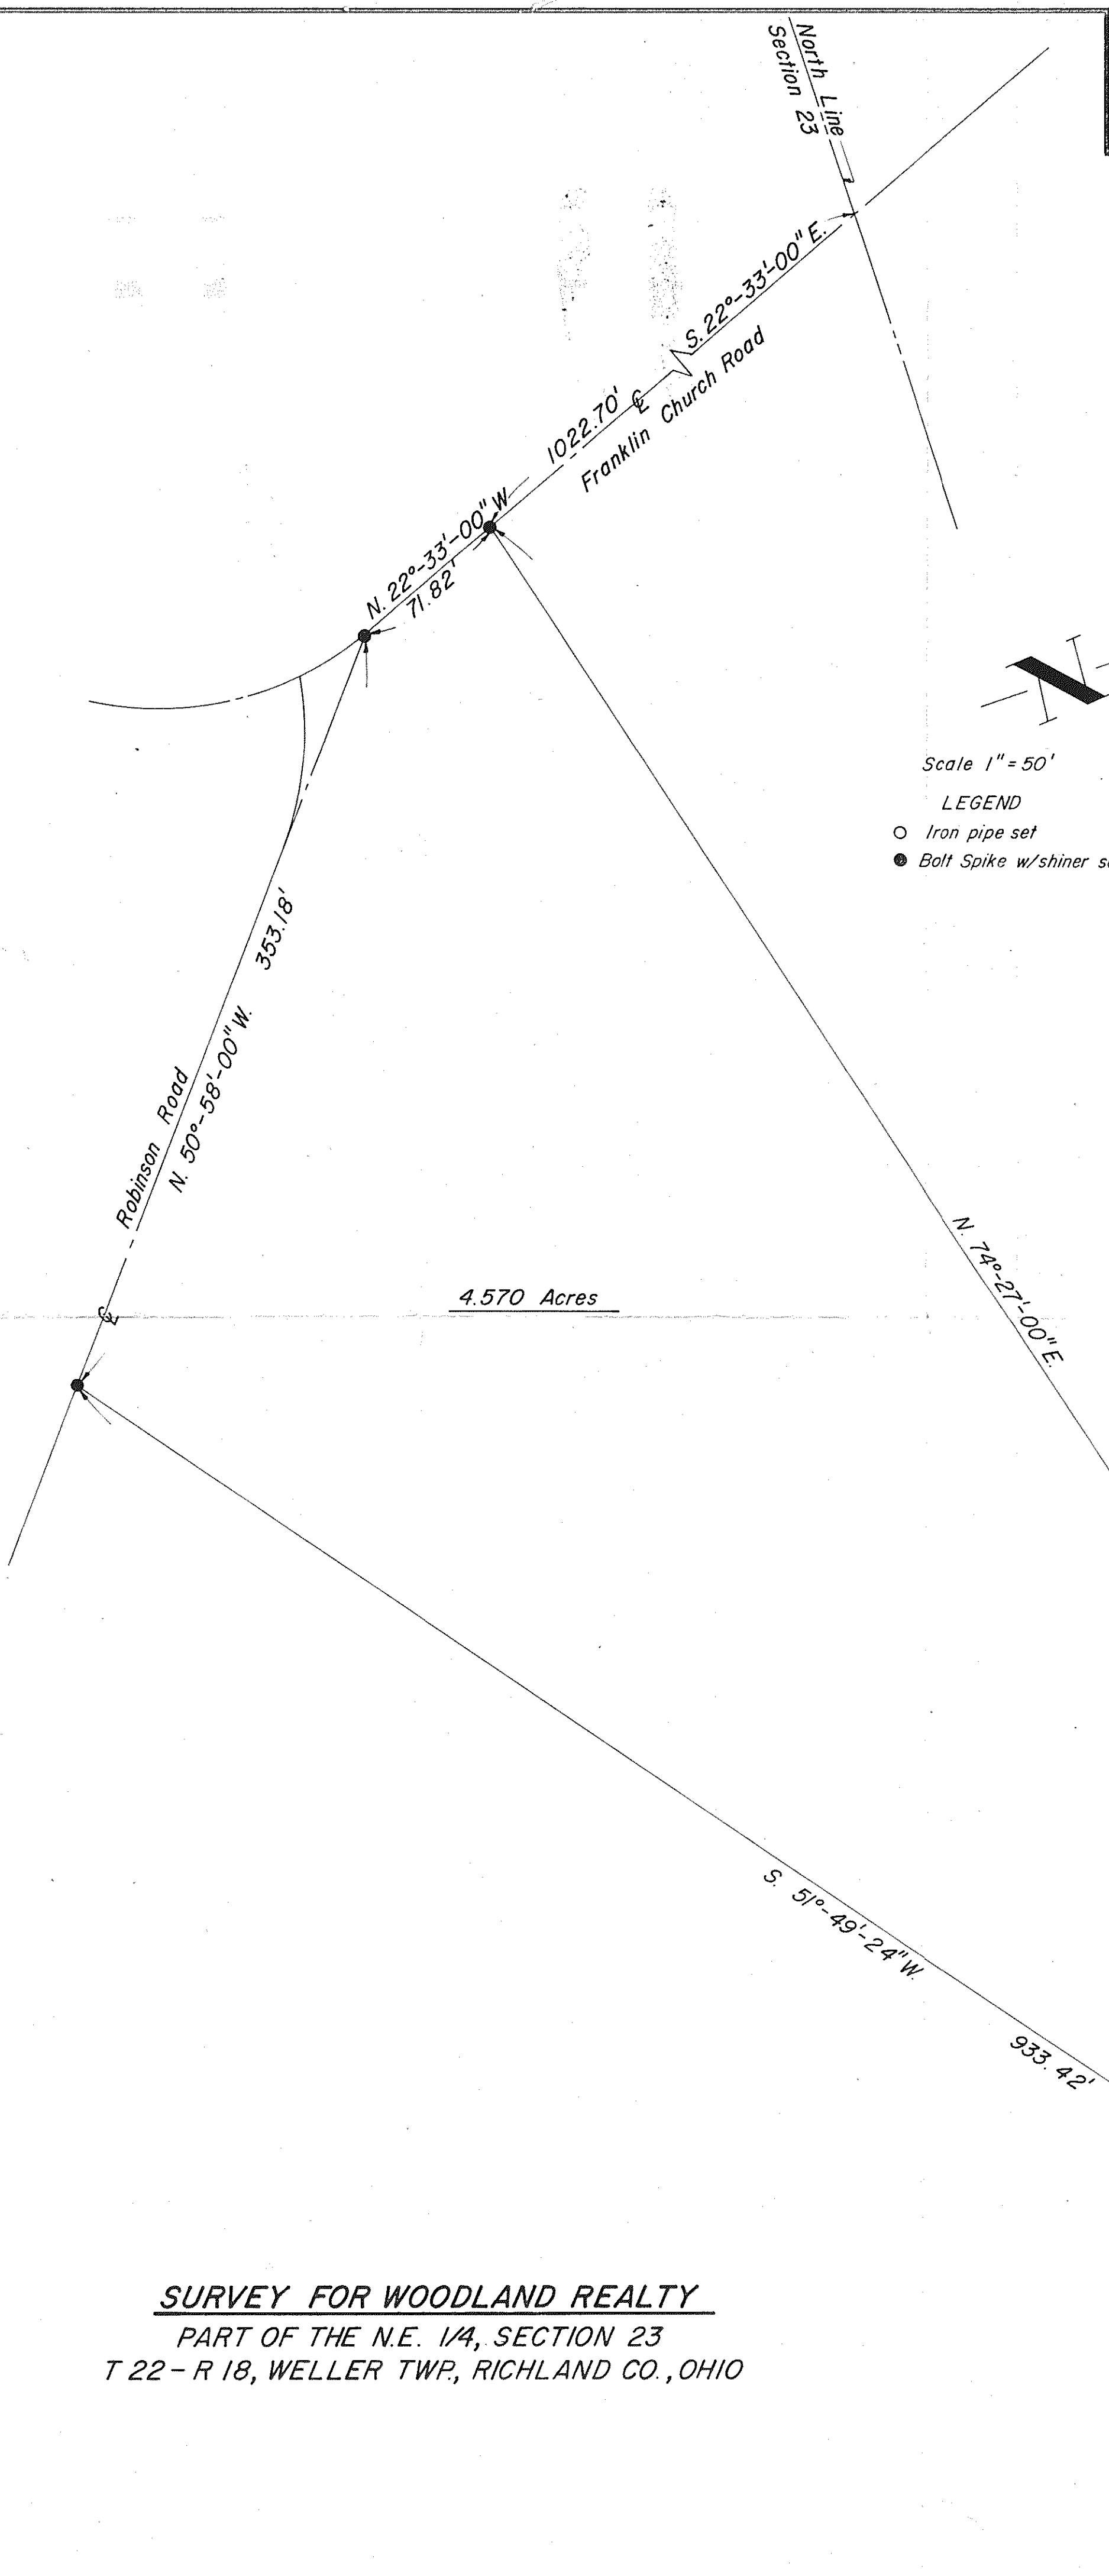 North Line
Section 23
S. 22°-33'-00" E.
1022.70'
Franklin Church Road
N. 22°-33'-00" W
71.82'
Scale 1" = 50'
LEGEND
Iron pipe set
Bolt Spike w/shiner
353.18'
N. 50°-58'-00" W.
Robinson Road
N. 74°-27'-00" E.
4.570 Acres
S. 51°-49'-24" W.
933.42'
SURVEY FOR WOODLAND REALTY
PART OF THE N.E. 1/4, SECTION 23
T 22 - R 18, WELLER TWP., RICHLAND CO., OHIO